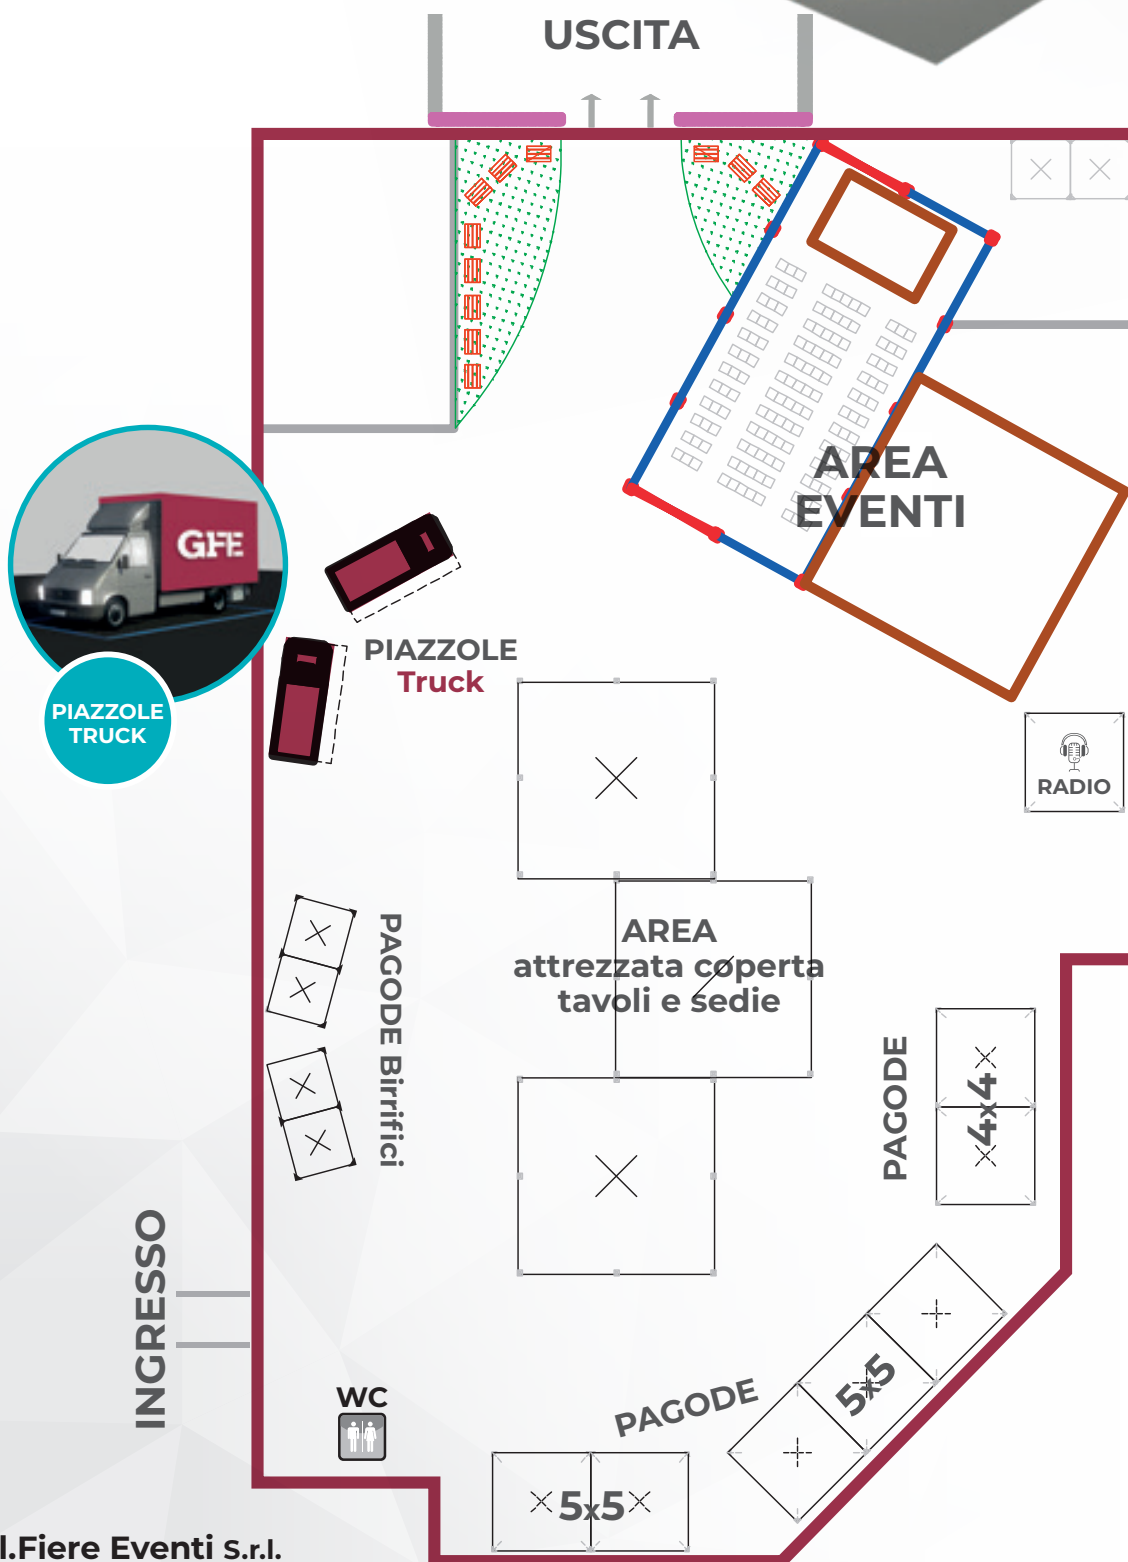 USCITA
AREA
EVENTI
GFE
PIAZZOLE
Truck
PIAZZOLE
TRUCK
RADIO
PAGODE Birrifici
AREA
attrezzata coperta
tavoli e sedie
PAGODE
4x4
INGRESSO
WC
PAGODE
5x5
5x5
l.Fiere Eventi S.r.l.